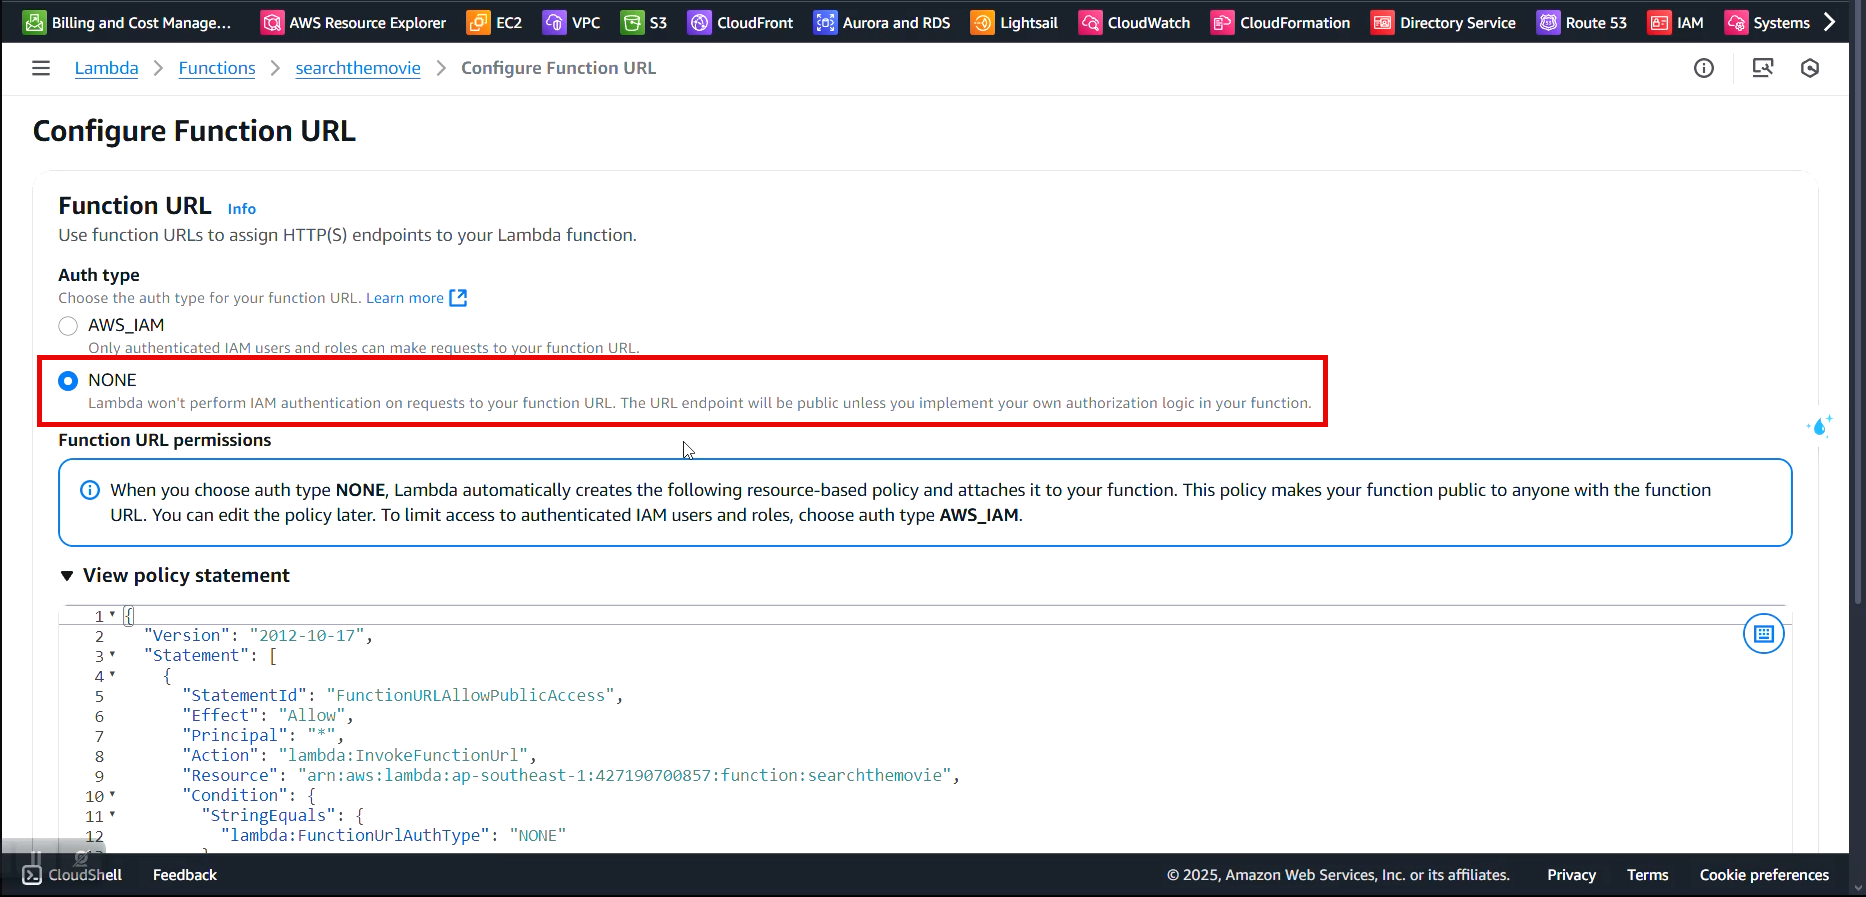 Billing and Cost Manage... AWS Resource Explorer EC2 VPC S3 CloudFront Aurora and RDS Lightsail CloudWatch CloudFormation Directory Service Route 53 IAM Systems
Lambda Functions searchthemovie Configure Function URL
Configure Function URL
Function URL Info
Use function URLs to assign HTTP(S) endpoints to your Lambda function.
Auth type
Choose the auth type for your function URL. Learn more
AWS_IAM
Only authenticated IAM users and roles can make requests to your function URL.
NONE
Lambda won't perform IAM authentication on requests to your function URL. The URL endpoint will be public unless you implement your own authorization logic in your function.
Function URL permissions
When you choose auth type NONE, Lambda automatically creates the following resource-based policy and attaches it to your function. This policy makes your function public to anyone with the function
URL. You can edit the policy later. To limit access to authenticated IAM users and roles, choose auth type AWS_IAM.
View policy statement
1 {
2 "Version": "2012-10-17",
3 "Statement": [
4 {
5 "StatementId": "FunctionURLAllowPublicAccess",
6 "Effect": "Allow",
7 "Principal": "*",
8 "Action": "lambda:InvokeFunctionUrl",
9 "Resource": "arn:aws:lambda:ap-southeast-1:427190700857:function:searchthemovie",
10 "Condition": {
11 "StringEquals": {
12 "lambda:FunctionUrlAuthType": "NONE"
CloudShell Feedback © 2025, Amazon Web Services, Inc. or its affiliates. Privacy Terms Cookie preferences